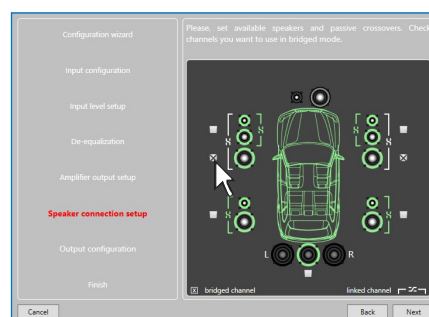 Configuration wizard
Input configuration
Input level setup
De-equalization
Amplifier output setup
Speaker connection setup
Output configuration
Finish
Please, set available speakers and passive crossovers. Check
channels you want to use in bridged mode.
L R
bridged channel linked channel
Cancel Back Next